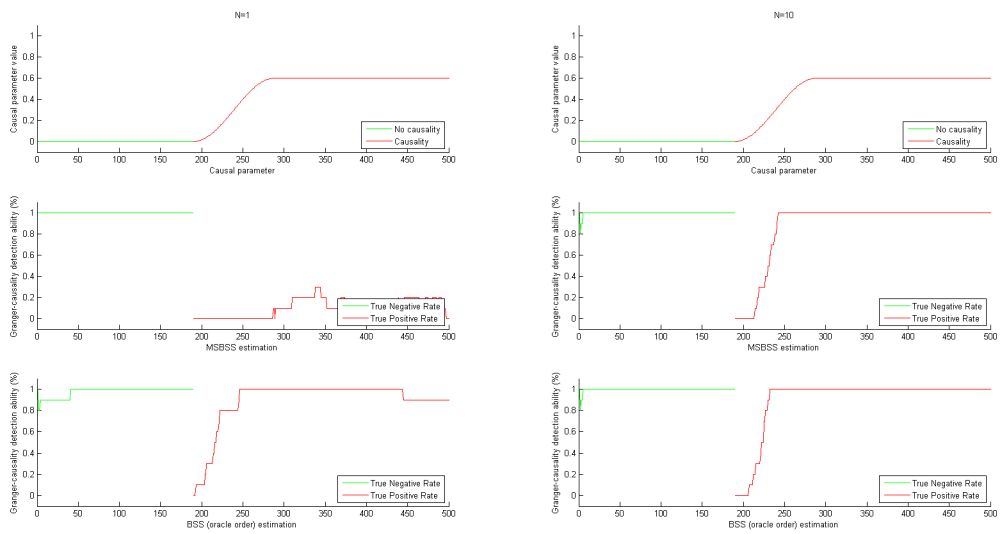 N=1
Causal parameter value
1
0.8
0.6
0.4
0.2
0
0 50 100 150 200 250 300 350 400 450 500
Causal parameter
No causality
Causality
Granger-causality detection ability (%)
1
0.8
0.6
0.4
0.2
0
0 50 100 150 200 250 300 350 400 450 500
MSBSS estimation
True Negative Rate
True Positive Rate
Granger-causality detection ability (%)
1
0.8
0.6
0.4
0.2
0
0 50 100 150 200 250 300 350 400 450 500
BSS (oracle order) estimation
True Negative Rate
True Positive Rate
N=10
Causal parameter value
1
0.8
0.6
0.4
0.2
0
0 50 100 150 200 250 300 350 400 450 500
Causal parameter
No causality
Causality
Granger-causality detection ability (%)
1
0.8
0.6
0.4
0.2
0
0 50 100 150 200 250 300 350 400 450 500
MSBSS estimation
True Negative Rate
True Positive Rate
Granger-causality detection ability (%)
1
0.8
0.6
0.4
0.2
0
0 50 100 150 200 250 300 350 400 450 500
BSS (oracle order) estimation
True Negative Rate
True Positive Rate